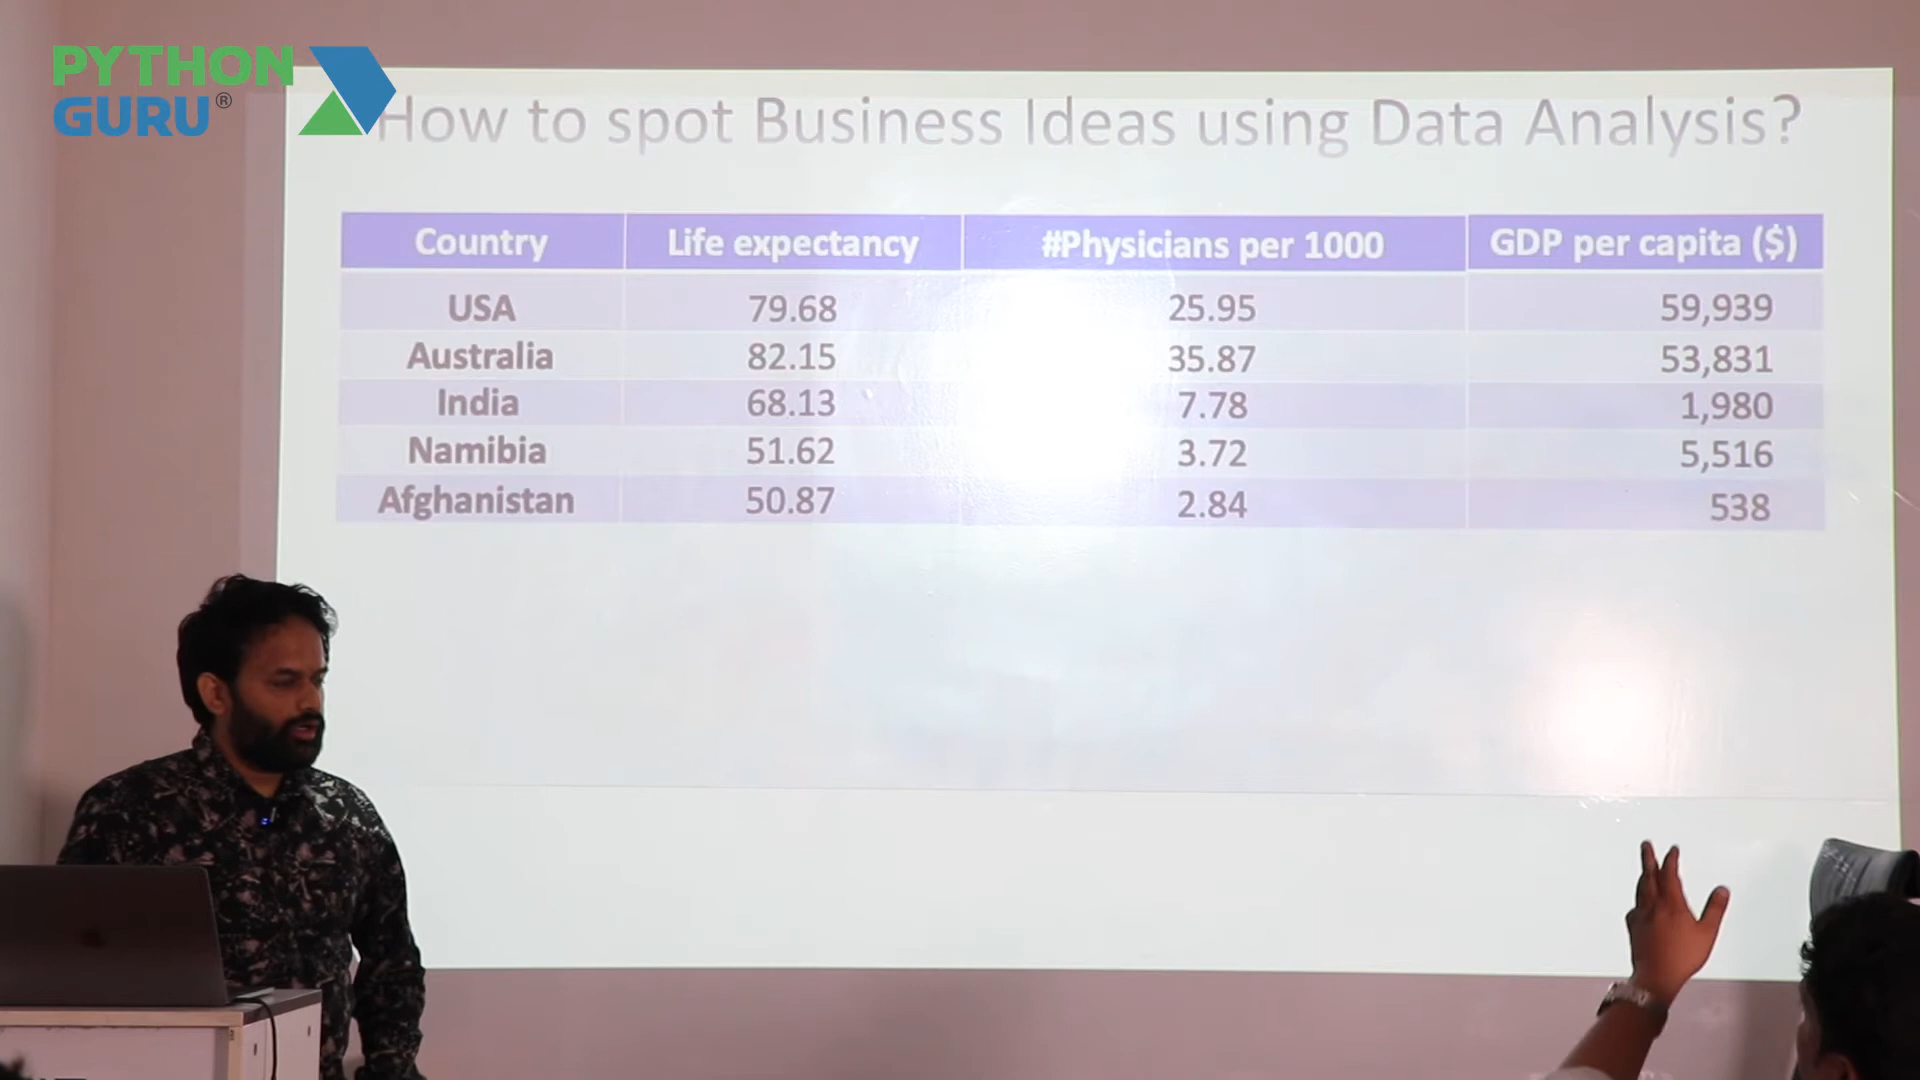 PYTHON
GURU®
How to spot Business Ideas using Data Analysis?
Country Life expectancy #Physicians per 1000 GDP per capita ($)
USA 79.68 25.95 59,939
Australia 82.15 35.87 53,831
India 68.13 7.78 1,980
Namibia 51.62 3.72 5,516
Afghanistan 50.87 2.84 538